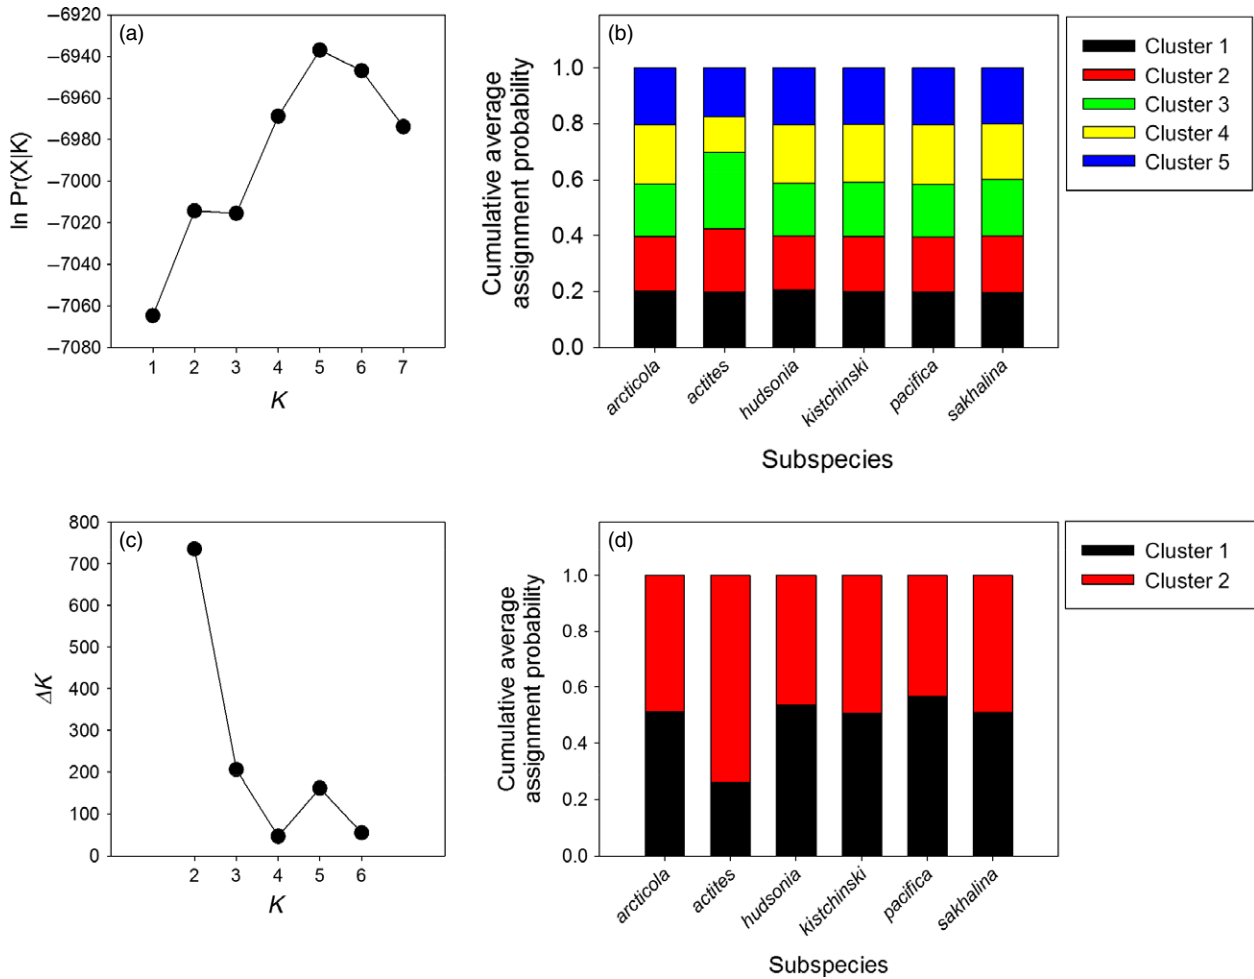 (a)
ln Pr(X|K)
–6920
–6940
–6960
–6980
–7000
–7020
–7040
–7060
–7080
1 2 3 4 5 6 7
K
(b)
Cumulative average
assignment probability
1.0
0.8
0.6
0.4
0.2
0.0
arcticola
actites
hudsonia
kistchinski
pacifica
sakhalina
Subspecies
Cluster 1
Cluster 2
Cluster 3
Cluster 4
Cluster 5
(c)
ΔK
800
700
600
500
400
300
200
100
0
2 3 4 5 6
K
(d)
Cumulative average
assignment probability
1.0
0.8
0.6
0.4
0.2
0.0
arcticola
actites
hudsonia
kistchinski
pacifica
sakhalina
Subspecies
Cluster 1
Cluster 2